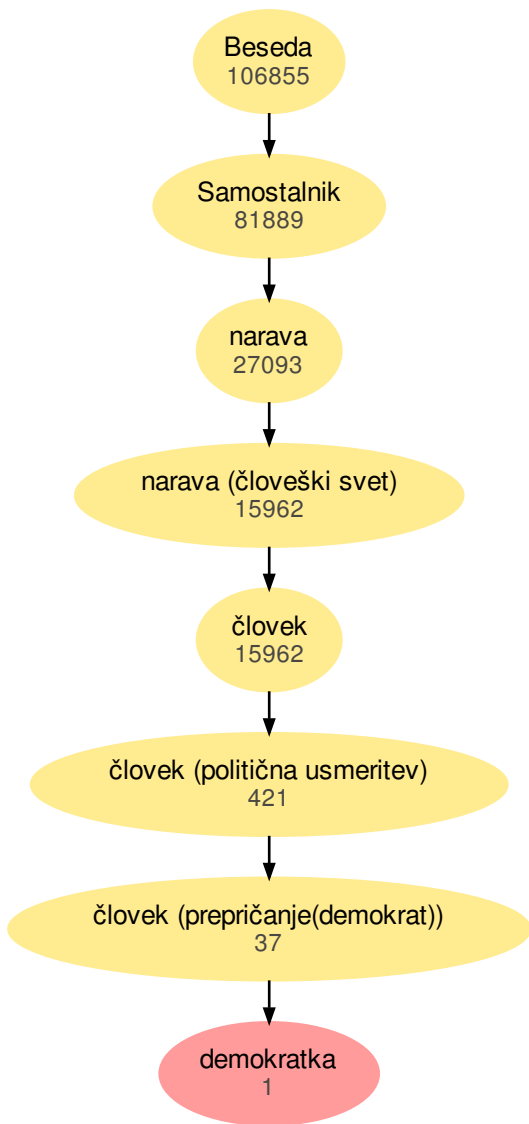 Beseda
106855
Samostalnik
81889
narava
27093
narava (človeški svet)
15962
človek
15962
človek (politična usmeritev)
421
človek (prepričanje(demokrat))
37
demokratka
1